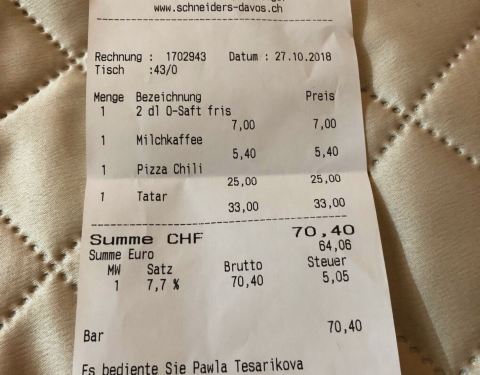 www.schneiders-davos.ch
Rechnung : 1702943 Datum : 27.10.2018
Tisch :43/0
Menge Bezeichnung Preis
1 2 dl O-Saft fris
7,00 7,00
1 Milchkaffee
5,40 5,40
1 Pizza Chili
25,00 25,00
1 Tatar
33,00 33,00
Summe CHF 70,40
Summe Euro 64,06
MW Satz Brutto Steuer
1 7,7 % 70,40 5,05
Bar 70,40
Es bediente Sie Pawla Tesarikova